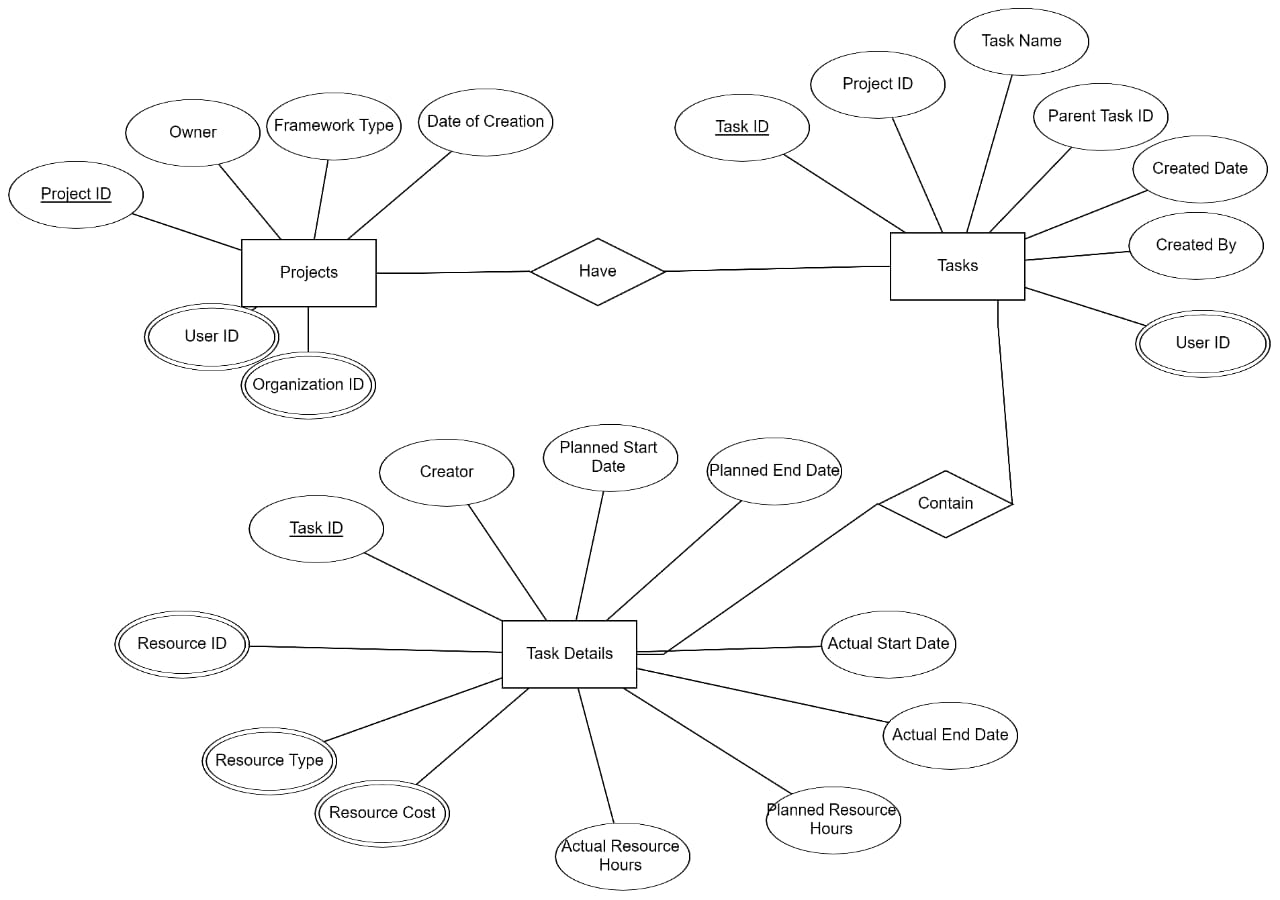 Task Name
Project ID
Parent Task ID
Task ID
Created Date
Created By
User ID
Tasks
Owner
Framework Type
Date of Creation
Project ID
Projects
Have
User ID
Organization ID
Contain
Planned Start
Date
Planned End Date
Creator
Task ID
Resource ID
Task Details
Actual Start Date
Actual End Date
Resource Type
Resource Cost
Planned Resource
Hours
Actual Resource
Hours